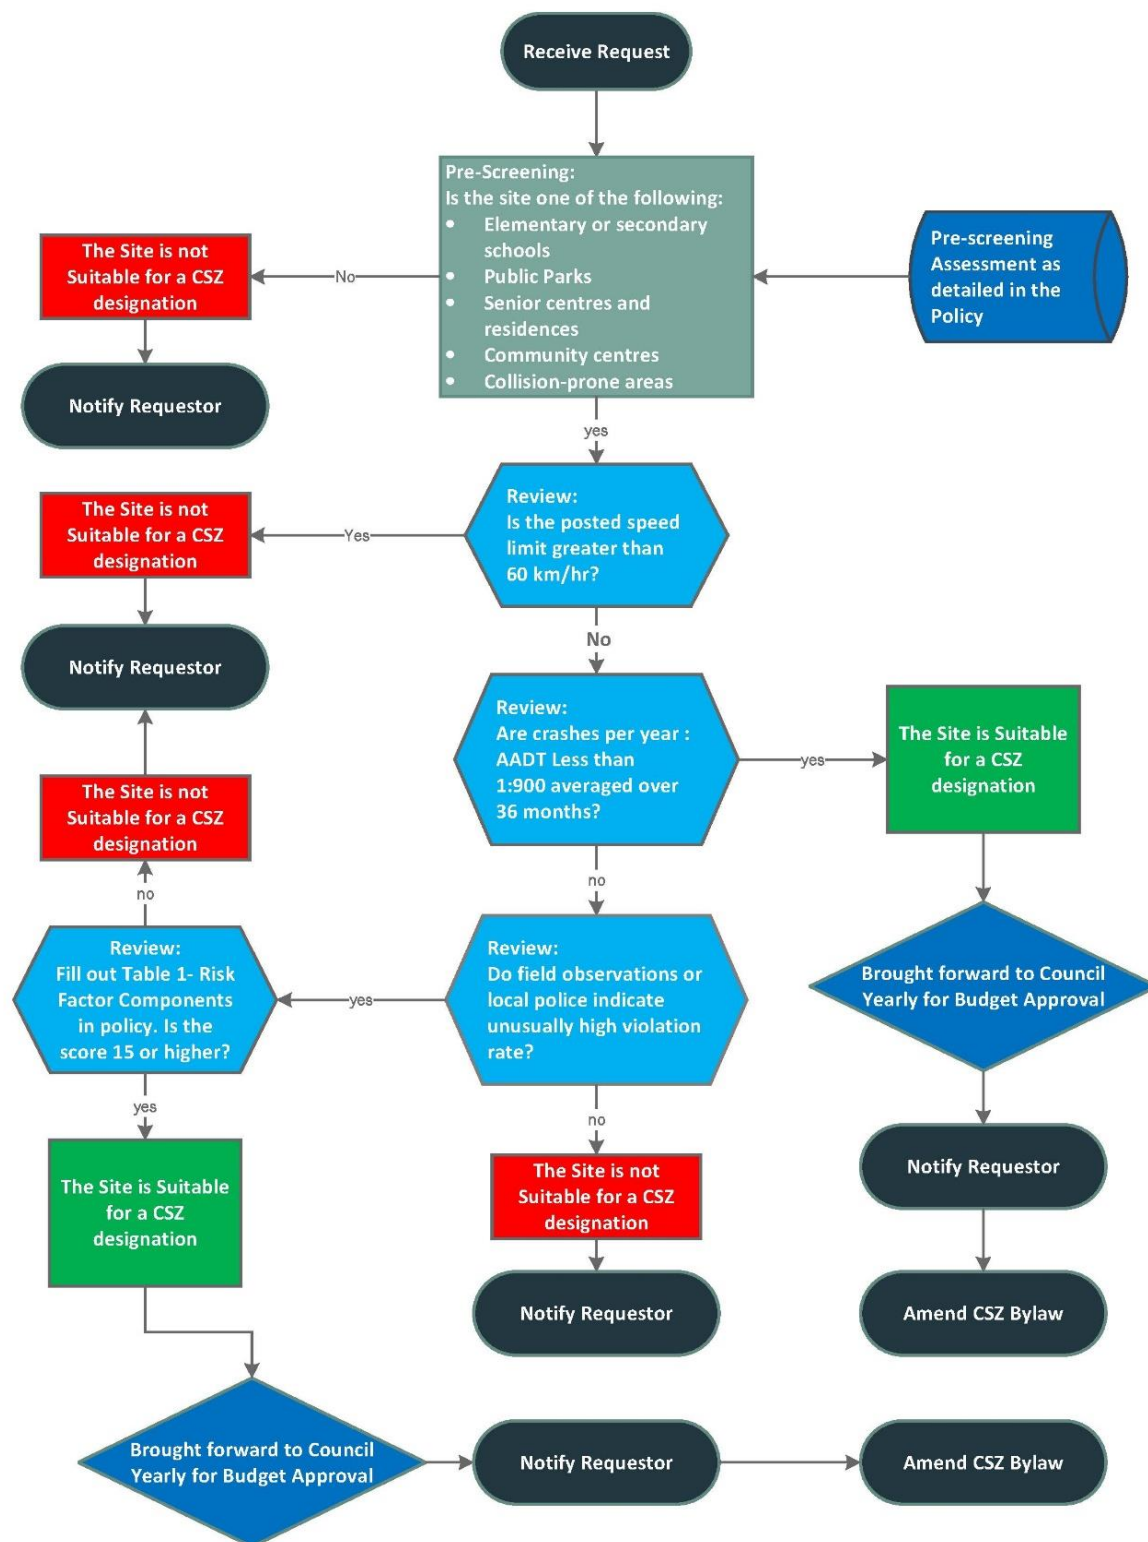 Receive Request
Pre-Screening:
Is the site one of the following:
• Elementary or secondary
schools
• Public Parks
• Senior centres and
residences
• Community centres
• Collision-prone areas
Pre-screening
Assessment as
detailed in the
Policy
No
The Site is not
Suitable for a CSZ
designation
Notify Requestor
yes
Review:
Is the posted speed
limit greater than
60 km/hr?
Yes
The Site is not
Suitable for a CSZ
designation
Notify Requestor
No
Review:
Are crashes per year :
AADT Less than
1:900 averaged over
36 months?
yes
The Site is Suitable
for a CSZ
designation
Brought forward to Council
Yearly for Budget Approval
Notify Requestor
Amend CSZ Bylaw
no
Review:
Do field observations or
local police indicate
unusually high violation
rate?
yes
Review:
Fill out Table 1- Risk
Factor Components
in policy. Is the
score 15 or higher?
no
The Site is not
Suitable for a CSZ
designation
no
The Site is not
Suitable for a CSZ
designation
Notify Requestor
yes
The Site is Suitable
for a CSZ
designation
Brought forward to Council
Yearly for Budget Approval
Notify Requestor
Amend CSZ Bylaw